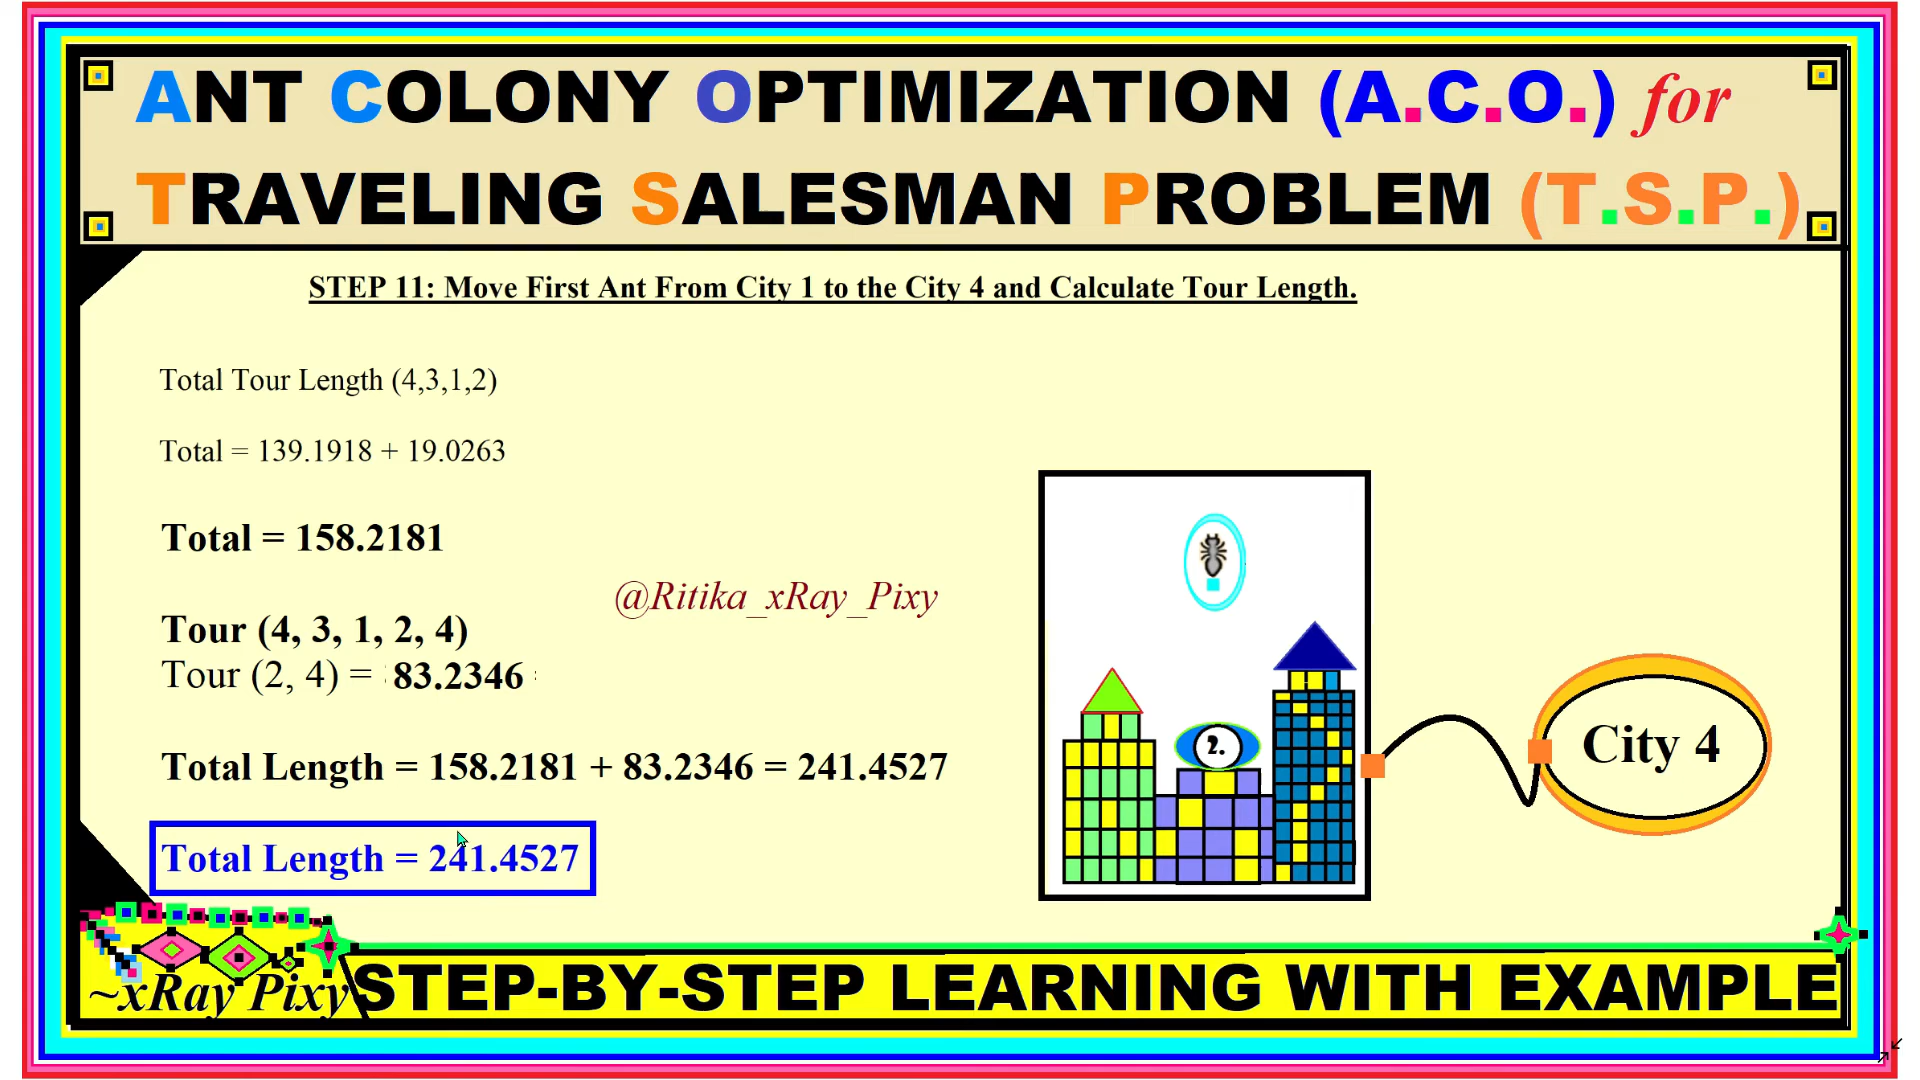 ANT COLONY OPTIMIZATION (A.C.O.) for
TRAVELING SALESMAN PROBLEM (T.S.P.)
STEP 11: Move First Ant From City 1 to the City 4 and Calculate Tour Length.
Total Tour Length (4,3,1,2)
Total = 139.1918 + 19.0263
Total = 158.2181
@Ritika_xRay_Pixy
Tour (4, 3, 1, 2, 4)
Tour (2, 4) = 83.2346
Total Length = 158.2181 + 83.2346 = 241.4527
Total Length = 241.4527
2.
City 4
~xRay Pixy
STEP-BY-STEP LEARNING WITH EXAMPLE